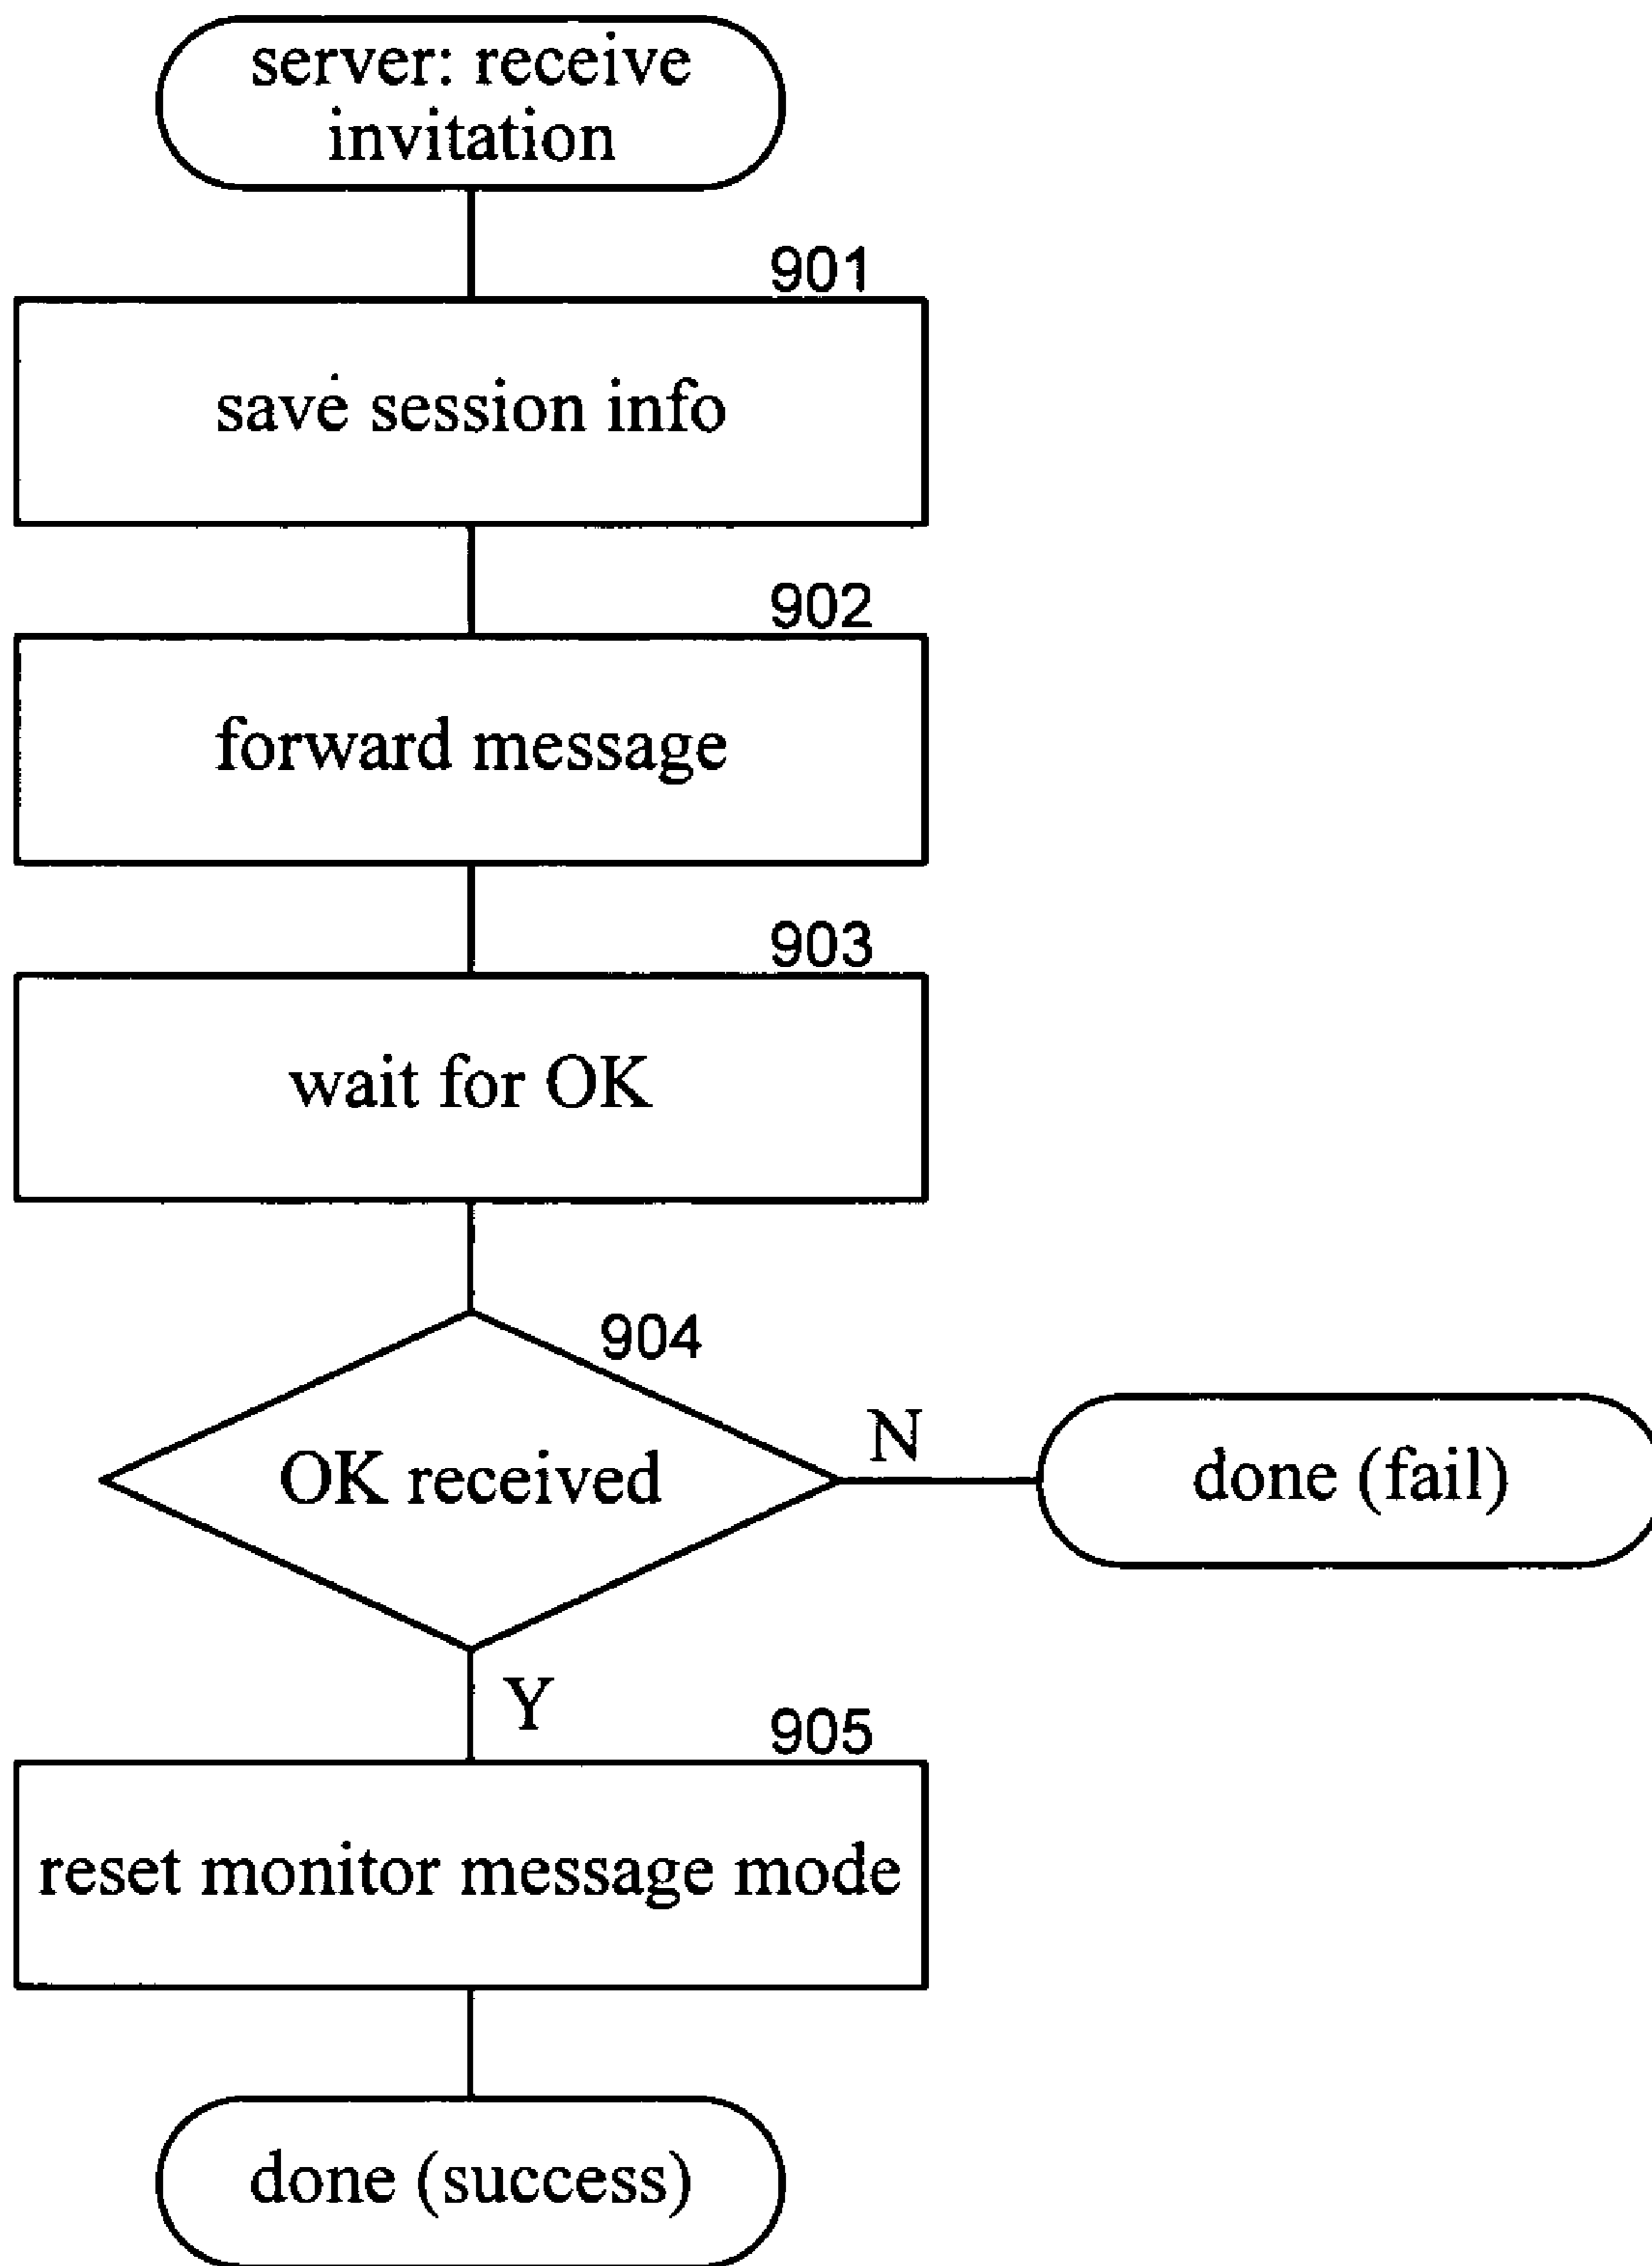 server: receive
invitation
901
save session info
902
forward message
903
wait for OK
904
OK received
N
done (fail)
Y
905
reset monitor message mode
done (success)